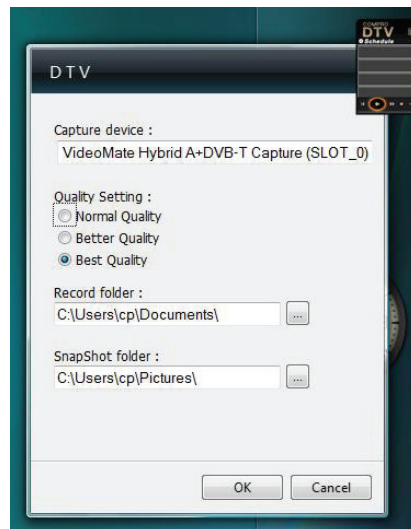 COMPRO
DTV
Schedule
DTV
Capture device :
VideoMate Hybrid A+DVB-T Capture (SLOT_0)
Quality Setting :
Normal Quality
Better Quality
Best Quality
Record folder :
C:\Users\cp\Documents\
...
SnapShot folder :
C:\Users\cp\Pictures\
...
OK
Cancel